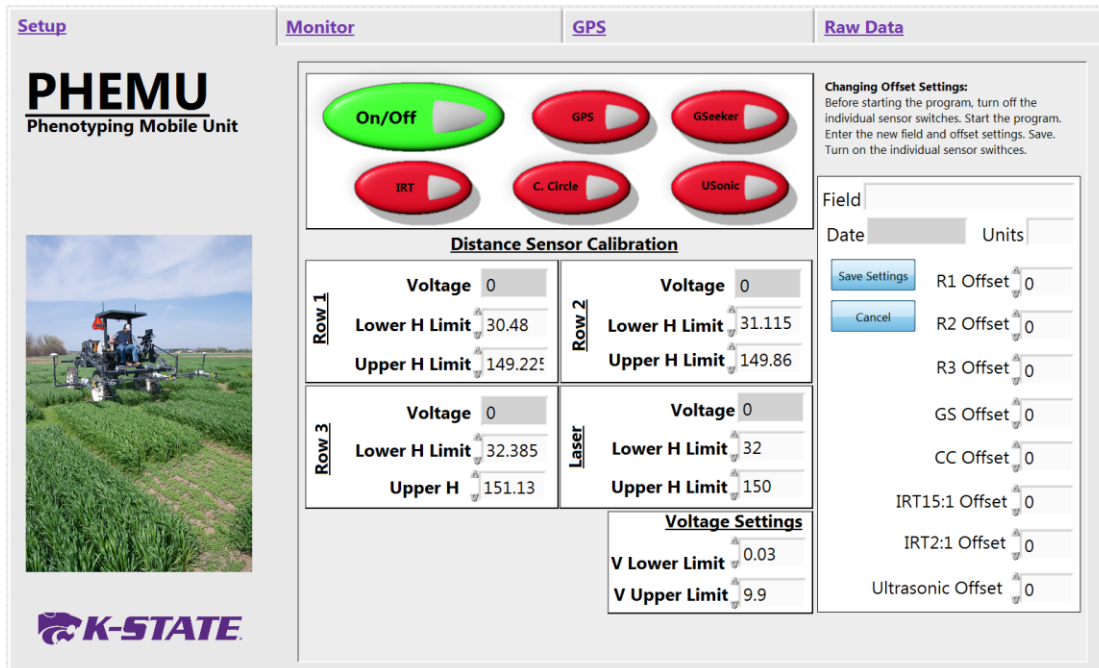 Setup
Monitor
GPS
Raw Data
PHEMU
Phenotyping Mobile Unit
On/Off
GPS
GSeeker
IRT
C. Circle
USonic
Distance Sensor Calibration
Row 1
Voltage 0
Lower H Limit 30.48
Upper H Limit 149.225
Row 2
Voltage 0
Lower H Limit 31.115
Upper H Limit 149.86
Row 3
Voltage 0
Lower H Limit 32.385
Upper H 151.13
Laser
Voltage 0
Lower H Limit 32
Upper H Limit 150
Voltage Settings
V Lower Limit 0.03
V Upper Limit 9.9
Changing Offset Settings:
Before starting the program, turn off the
individual sensor switches. Start the program.
Enter the new field and offset settings. Save.
Turn on the individual sensor swithces.
Field
Date Units
Save Settings
Cancel
R1 Offset 0
R2 Offset 0
R3 Offset 0
GS Offset 0
CC Offset 0
IRT15:1 Offset 0
IRT2:1 Offset 0
Ultrasonic Offset 0
K-STATE